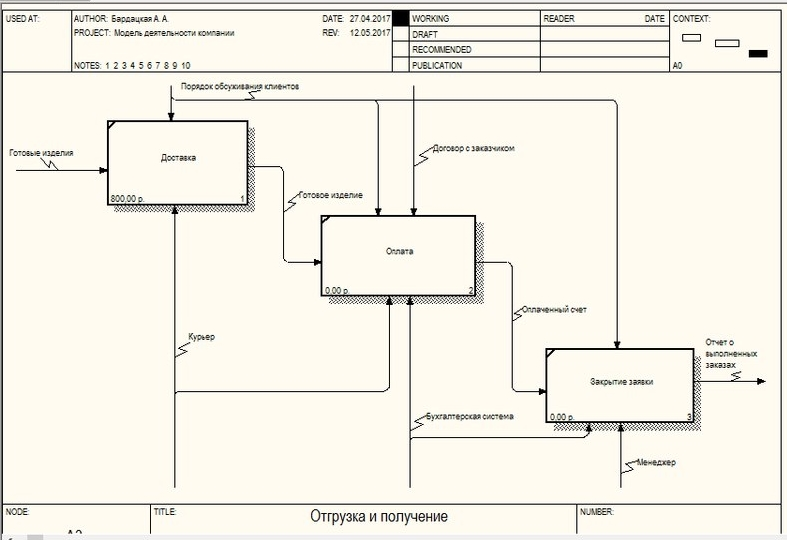 USED AT:
AUTHOR: Бардацкая А. А.
DATE: 27.04.2017
WORKING
READER
DATE
CONTEXT:
PROJECT: Модель деятельности компании
REV: 12.05.2017
DRAFT
RECOMMENDED
NOTES: 1 2 3 4 5 6 7 8 9 10
PUBLICATION
A0
Порядок обсуживания клиентов
Готовые изделия
Доставка
800,00 р.
1
Договор с заказчиком
Готовое изделие
Оплата
0,00 р.
2
Оплаченный счет
Курьер
Отчет о
выполненных
заказах
Закрытие заявки
0,00 р.
3
Бухгалтерская система
Менеджер
NODE:
TITLE:
Отгрузка и получение
NUMBER: